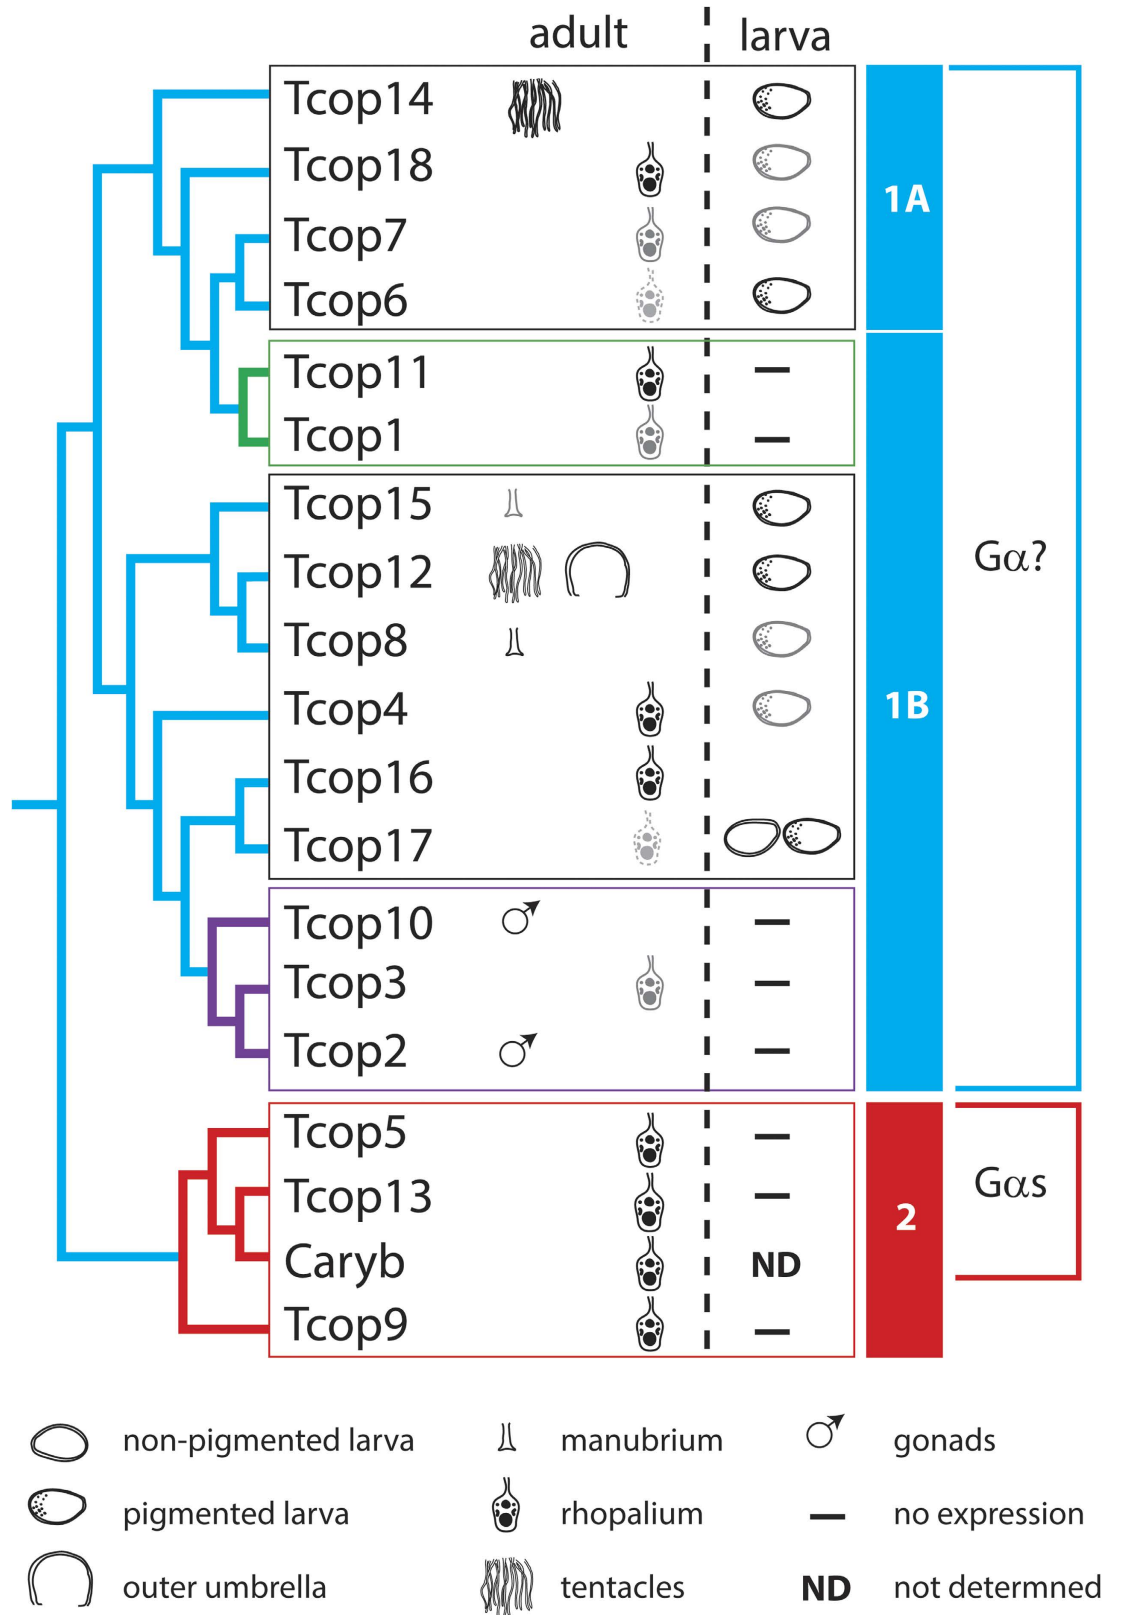 adult larva
Tcop14
Tcop18
1A
Tcop7
Tcop6
Tcop11
Tcop1
Tcop15
Tcop12
Gα?
Tcop8
Tcop4
1B
Tcop16
Tcop17
Tcop10
Tcop3
Tcop2
Tcop5
Tcop13
Gαs
2
Caryb
ND
Tcop9
non-pigmented larva manubrium gonads
pigmented larva rhopalium no expression
outer umbrella tentacles ND not determned